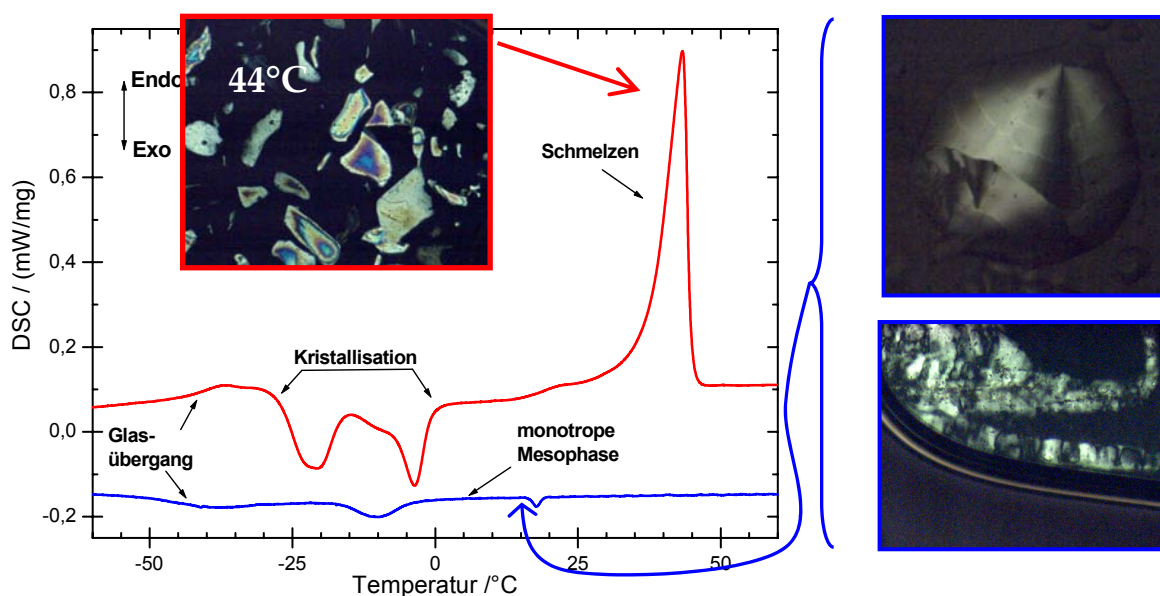 44°C
Endo
Exo
0,8
0,6
0,4
0,2
0,0
-0,2
DSC / (mW/mg)
Schmelzen
Kristallisation
Glas-
übergang
monotrope
Mesophase
-50
-25
0
25
50
Temperatur /°C